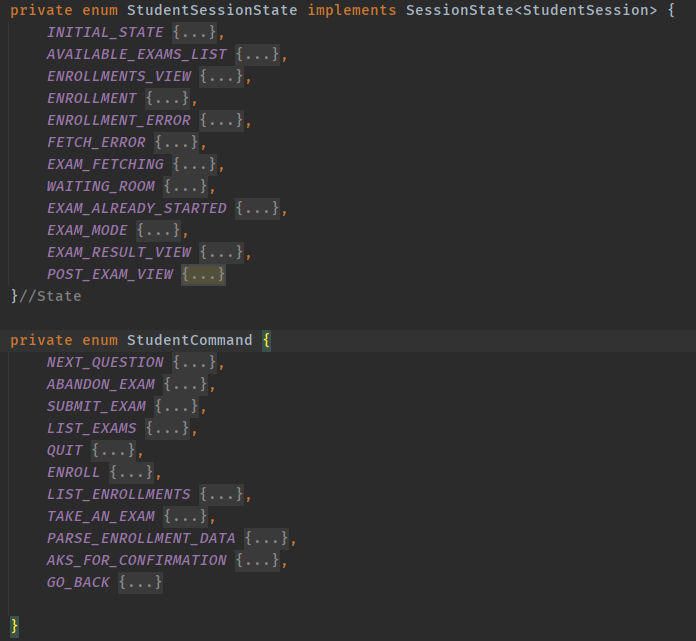 private enum StudentSessionState implements SessionState<StudentSession> {
INITIAL_STATE {...},
AVAILABLE_EXAMS_LIST {...},
ENROLLMENTS_VIEW {...},
ENROLLMENT {...},
ENROLLMENT_ERROR {...},
FETCH_ERROR {...},
EXAM_FETCHING {...},
WAITING_ROOM {...},
EXAM_ALREADY_STARTED {...},
EXAM_MODE {...},
EXAM_RESULT_VIEW {...},
POST_EXAM_VIEW {...}
}//State
private enum StudentCommand {
NEXT_QUESTION {...},
ABANDON_EXAM {...},
SUBMIT_EXAM {...},
LIST_EXAMS {...},
QUIT {...},
ENROLL {...},
LIST_ENROLLMENTS {...},
TAKE_AN_EXAM {...},
PARSE_ENROLLMENT_DATA {...},
AKS_FOR_CONFIRMATION {...},
GO_BACK {...}
}